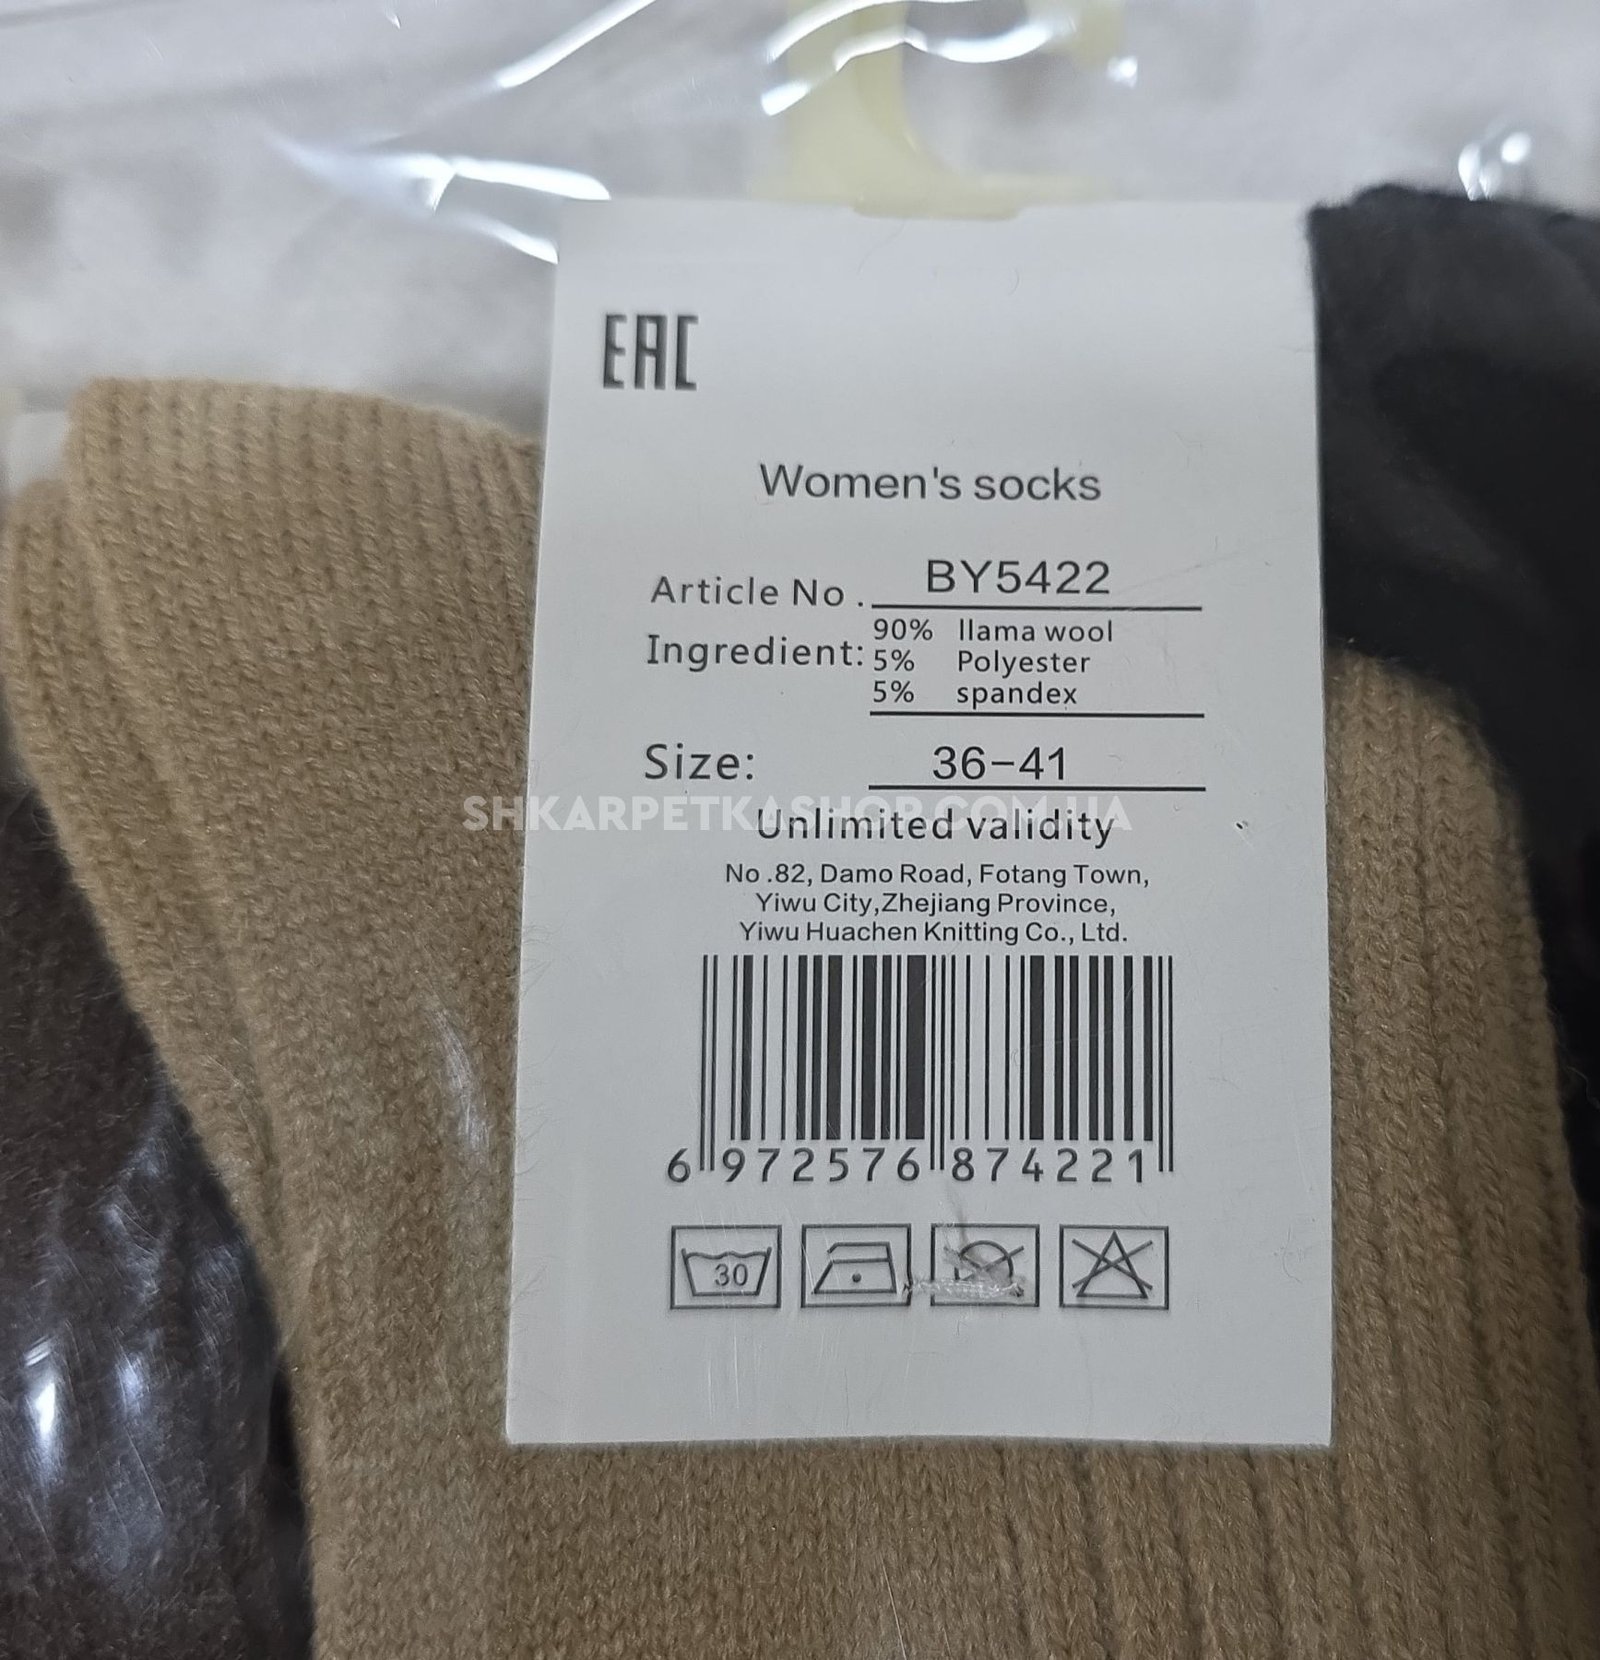 EAC
Women's socks
Article No . BY5422
Ingredient: 90% llama wool
5% Polyester
5% spandex
Size: 36-41
SHKARPETKASHOP.COM.UA
Unlimited validity
No .82, Damo Road, Fotang Town,
Yiwu City,Zhejiang Province,
Yiwu Huachen Knitting Co., Ltd.
6 972576 874221
30